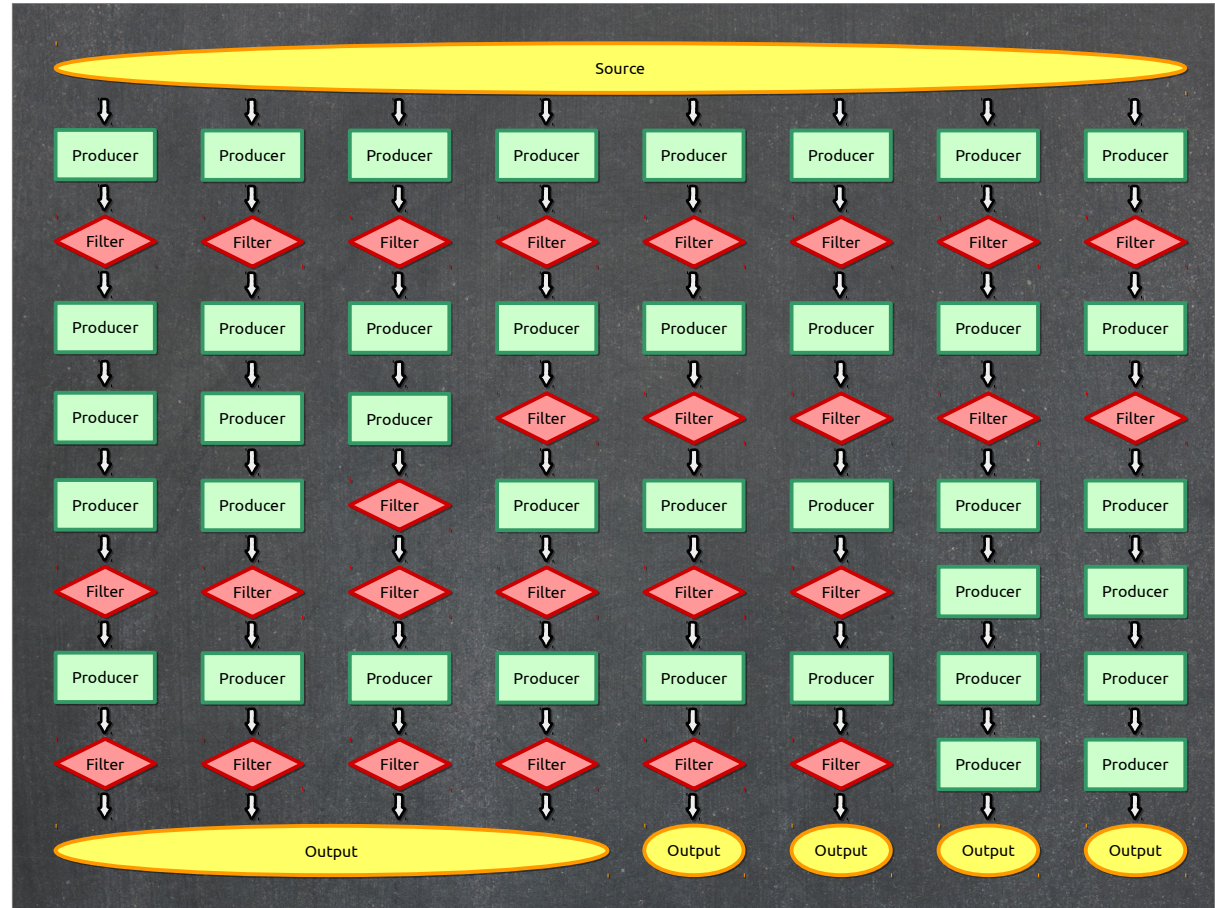 Source
Producer Producer Producer Producer Producer Producer Producer Producer
Filter Filter Filter Filter Filter Filter Filter Filter
Producer Producer Producer Producer Producer Producer Producer Producer
Producer Producer Producer Filter Filter Filter Filter Filter
Producer Producer Filter Producer Producer Producer Producer Producer
Filter Filter Filter Filter Filter Filter Producer Producer
Producer Producer Producer Producer Producer Producer Producer Producer
Filter Filter Filter Filter Filter Filter Producer Producer
Output Output Output Output Output